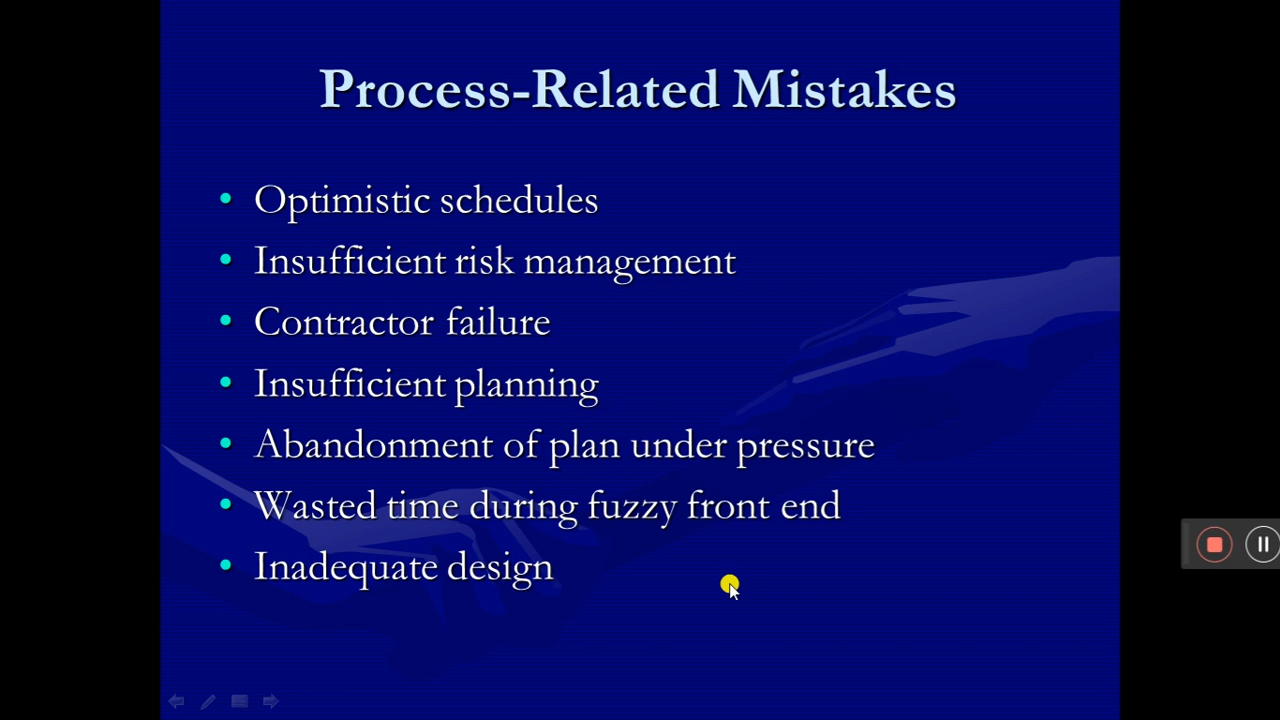 Process-Related Mistakes
• Optimistic schedules
• Insufficient risk management
• Contractor failure
• Insufficient planning
• Abandonment of plan under pressure
• Wasted time during fuzzy front end
• Inadequate design